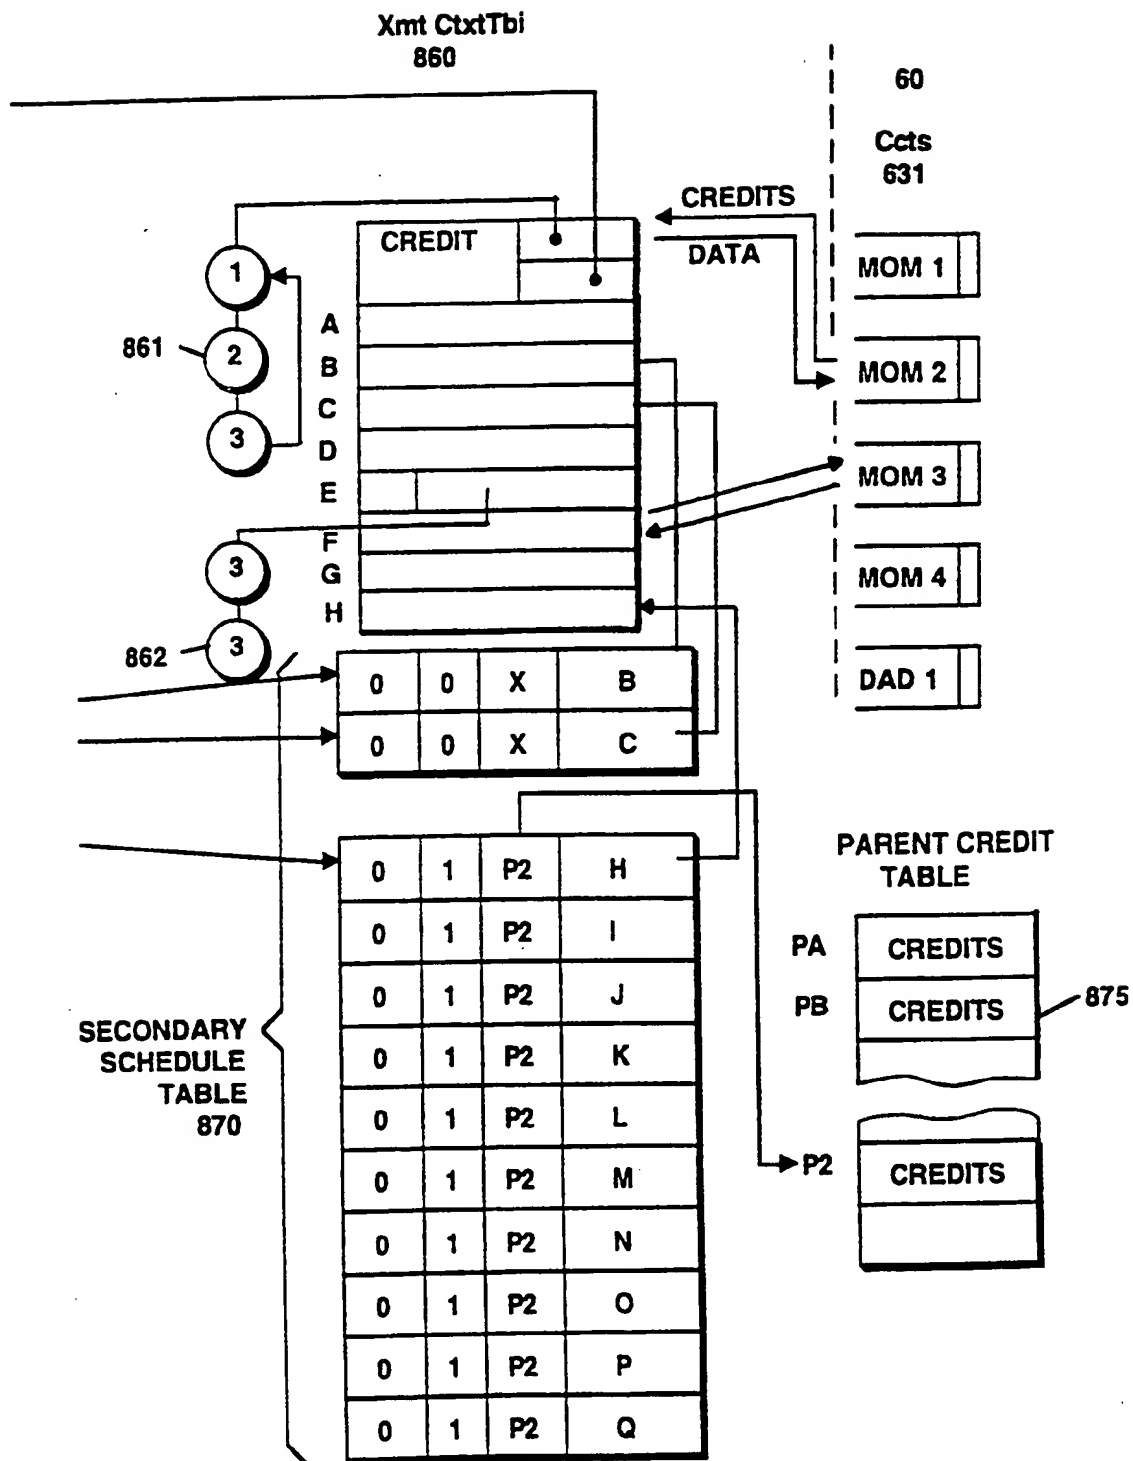 Xmt CtxtTbl
860
60
Ccts
631
CREDITS
DATA
CREDIT
MOM 1
MOM 2
MOM 3
MOM 4
DAD 1
1
2
3
861
A
B
C
D
E
F
G
H
3
3
862
0 0 X B
0 0 X C
SECONDARY
SCHEDULE
TABLE
870
0 1 P2 H
0 1 P2 I
0 1 P2 J
0 1 P2 K
0 1 P2 L
0 1 P2 M
0 1 P2 N
0 1 P2 O
0 1 P2 P
0 1 P2 Q
PARENT CREDIT
TABLE
PA CREDITS
PB CREDITS
875
P2 CREDITS